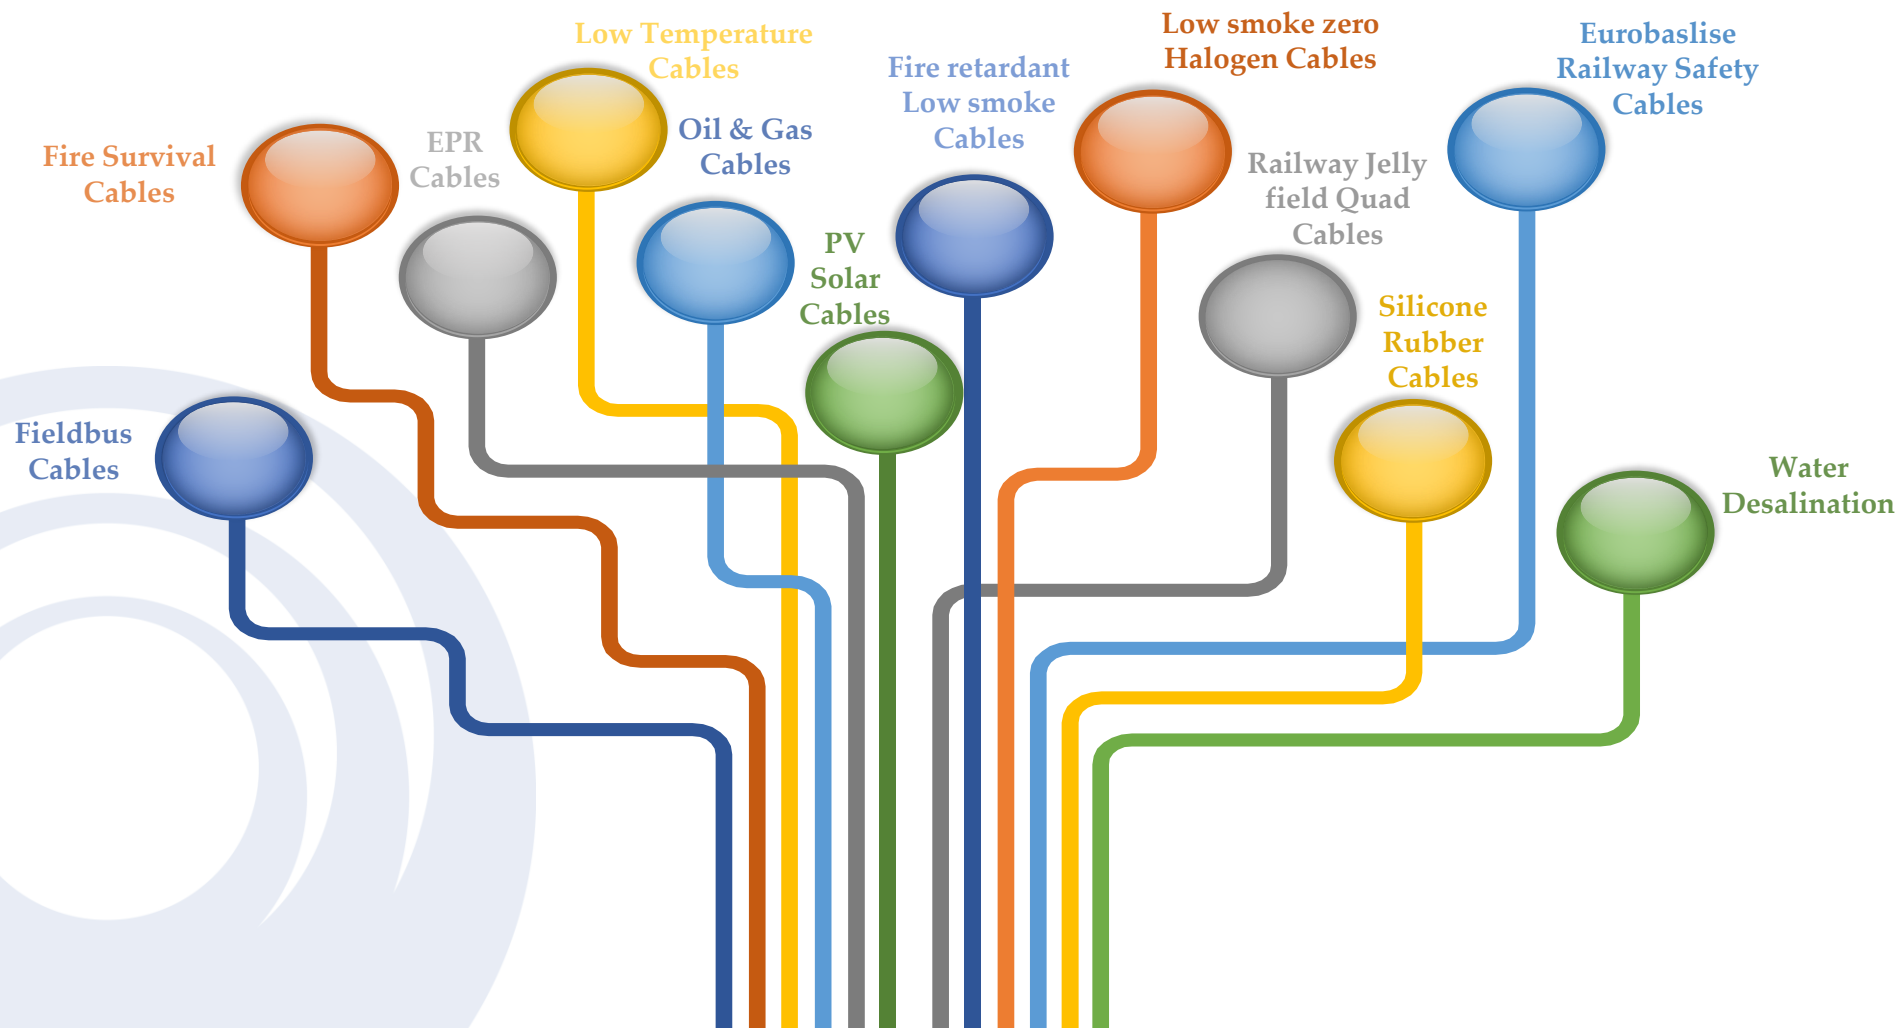 Low Temperature
Cables
Low smoke zero
Halogen Cables
Eurobaslise
Railway Safety
Cables
Fire retardant
Low smoke
Cables
Oil & Gas
Cables
EPR
Cables
Fire Survival
Cables
Railway Jelly
field Quad
Cables
PV
Solar
Cables
Silicone
Rubber
Cables
Fieldbus
Cables
Water
Desalination